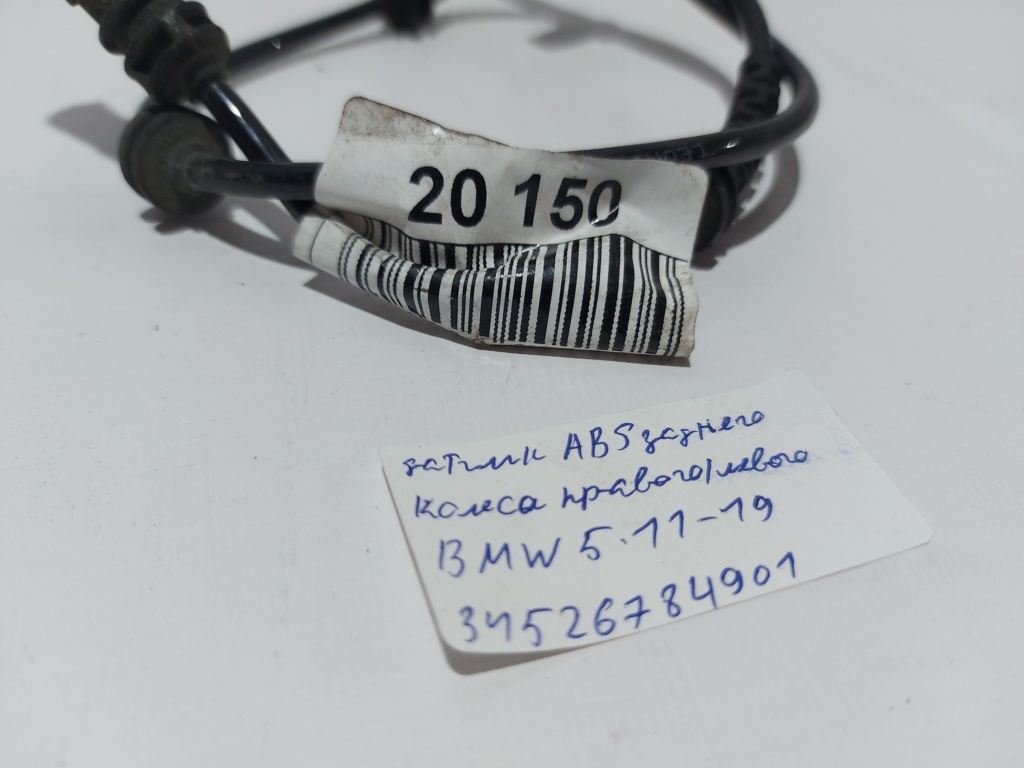 20 150
датчик ABS заднего
колеса правого/левого
BMW 5.11-19
34526784901